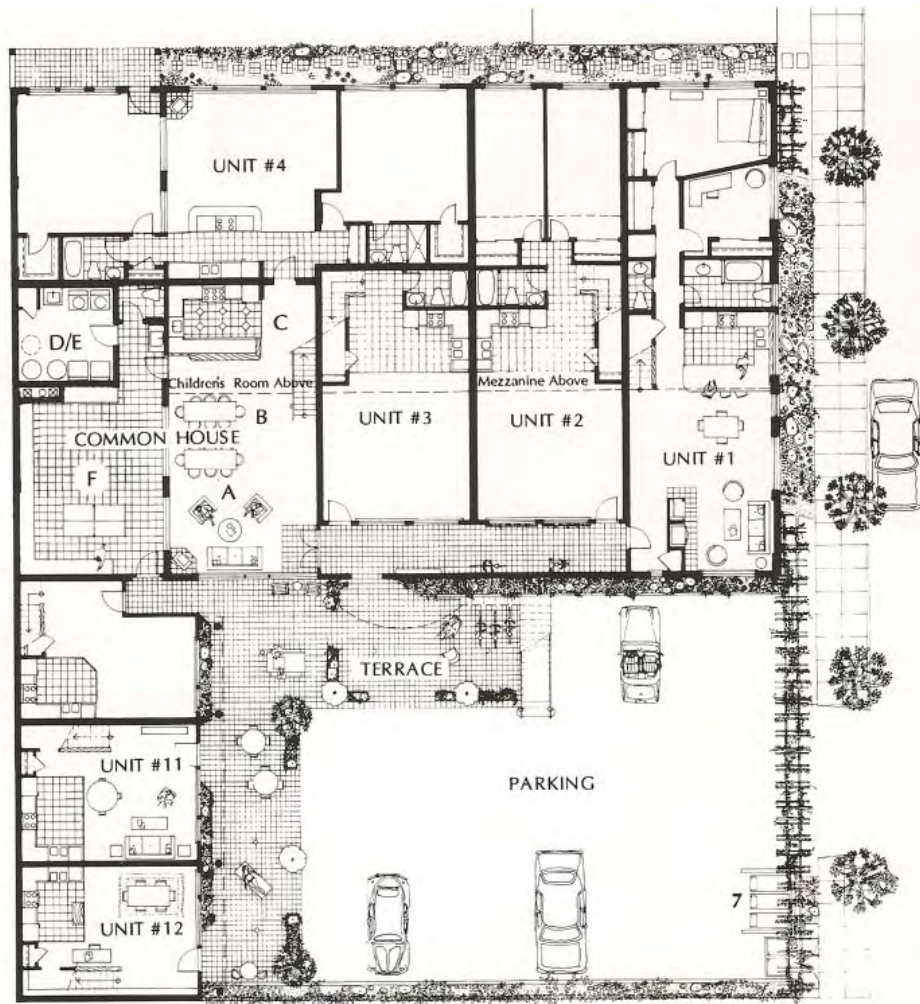 UNIT #4
D/E
C
Children's Room Above
Mezzanine Above
B
UNIT #3
UNIT #2
COMMON HOUSE
UNIT #1
F
A
TERRACE
UNIT #11
PARKING
7
UNIT #12